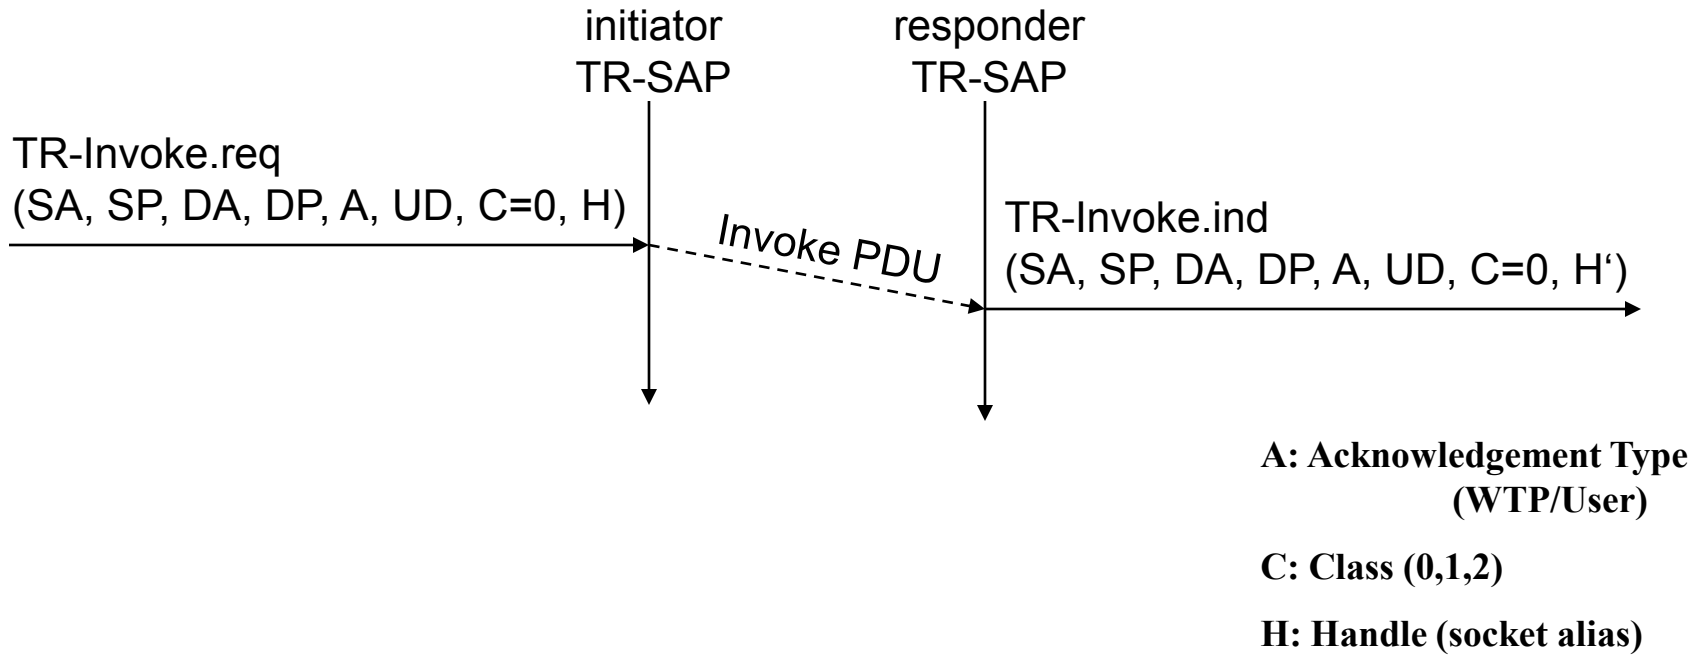 initiator
TR-SAP
responder
TR-SAP
TR-Invoke.req
(SA, SP, DA, DP, A, UD, C=0, H)
Invoke PDU
TR-Invoke.ind
(SA, SP, DA, DP, A, UD, C=0, H‘)
A: Acknowledgement Type
(WTP/User)
C: Class (0,1,2)
H: Handle (socket alias)